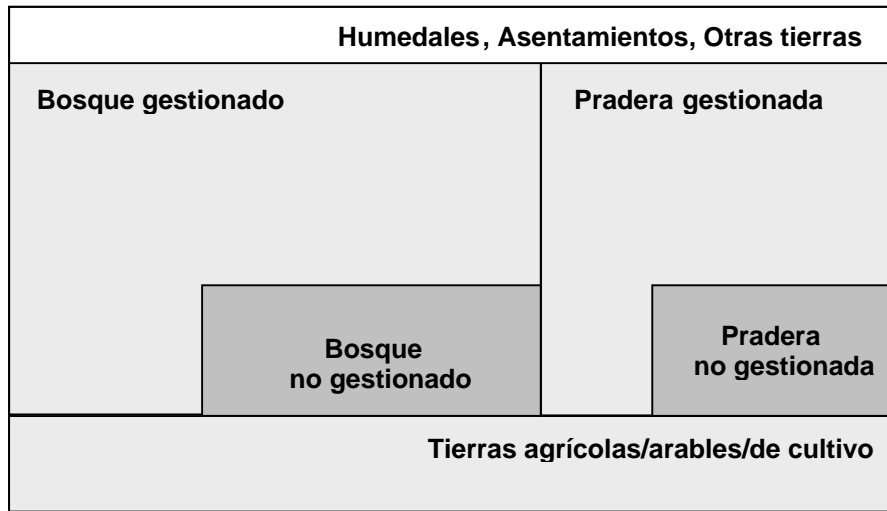 Humedales, Asentamientos, Otras tierras
Bosque gestionado
Pradera gestionada
Bosque
no gestionado
Pradera
no gestionada
Tierras agrícolas/arables/de cultivo